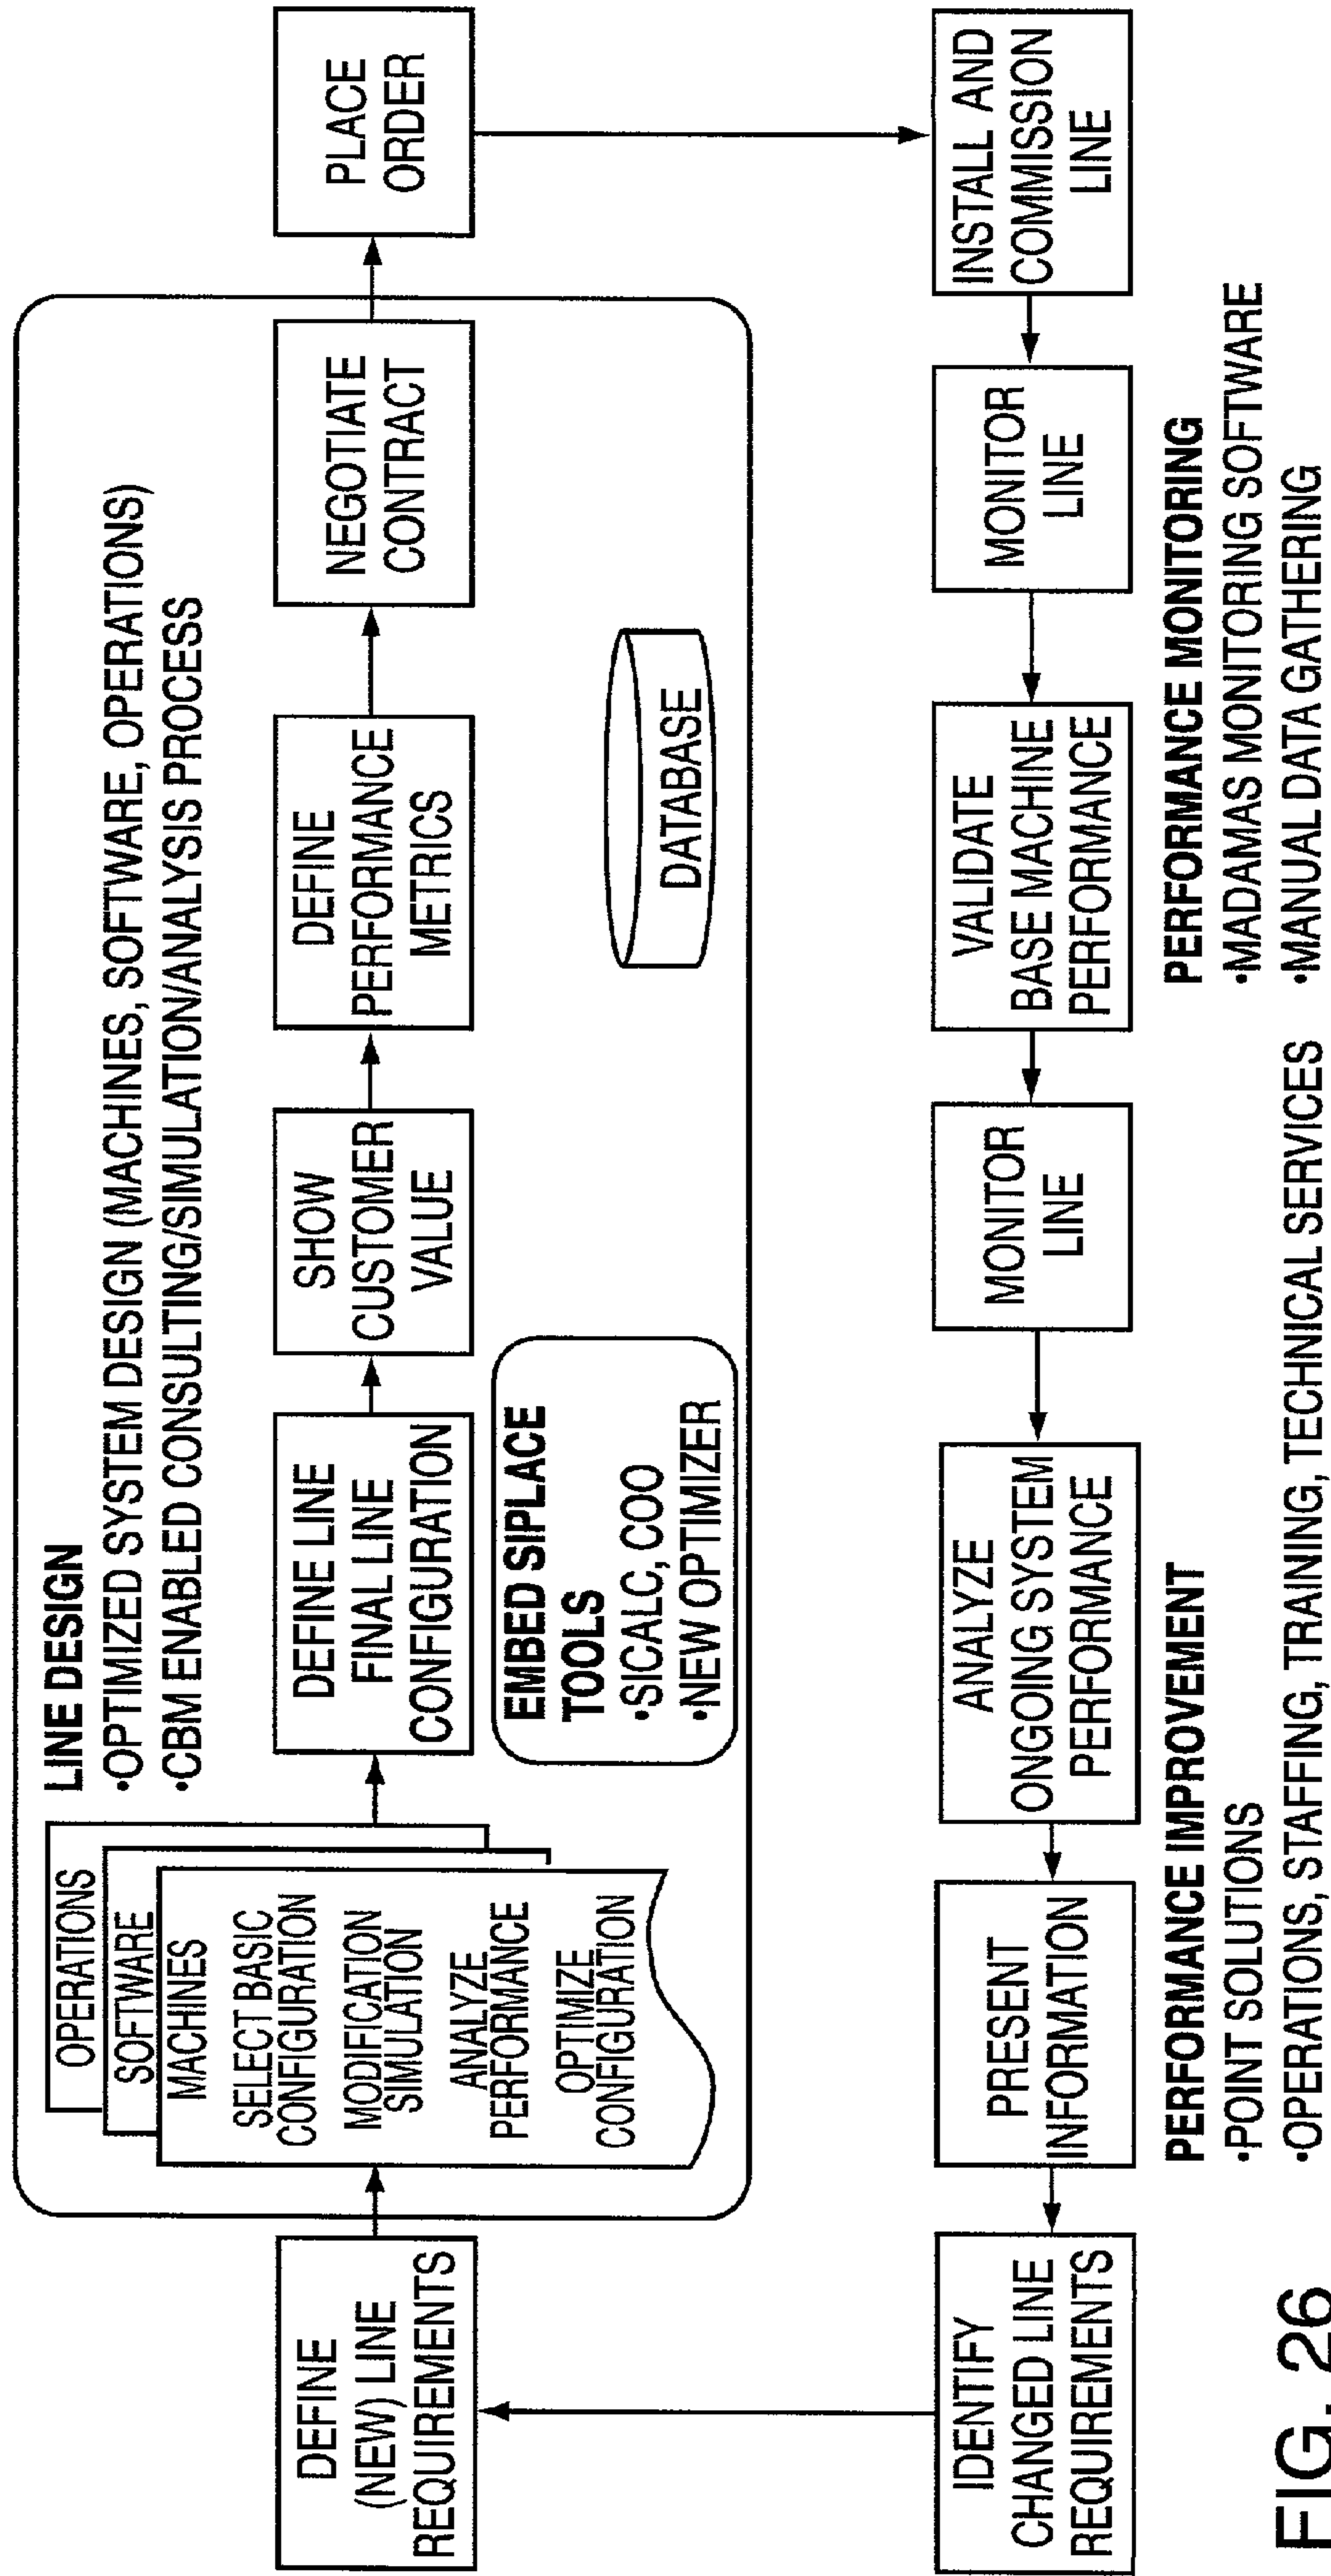 LINE DESIGN
•OPTIMIZED SYSTEM DESIGN (MACHINES, SOFTWARE, OPERATIONS)
•CBM ENABLED CONSULTING/SIMULATION/ANALYSIS PROCESS
DEFINE
(NEW) LINE
REQUIREMENTS
OPERATIONS
SOFTWARE
MACHINES
SELECT BASIC
CONFIGURATION
MODIFICATION
SIMULATION
ANALYZE
PERFORMANCE
OPTIMIZE
CONFIGURATION
DEFINE LINE
FINAL LINE
CONFIGURATION
SHOW
CUSTOMER
VALUE
DEFINE
PERFORMANCE
METRICS
NEGOTIATE
CONTRACT
PLACE
ORDER
EMBED SIPLACE
TOOLS
•SICALC, COO
•NEW OPTIMIZER
DATABASE
INSTALL AND
COMMISSION
LINE
MONITOR
LINE
VALIDATE
BASE MACHINE
PERFORMANCE
MONITOR
LINE
ANALYZE
ONGOING SYSTEM
PERFORMANCE
PRESENT
INFORMATION
IDENTIFY
CHANGED LINE
REQUIREMENTS
PERFORMANCE IMPROVEMENT
•POINT SOLUTIONS
•OPERATIONS, STAFFING, TRAINING, TECHNICAL SERVICES
PERFORMANCE MONITORING
•MADAMAS MONITORING SOFTWARE
•MANUAL DATA GATHERING
FIG. 26